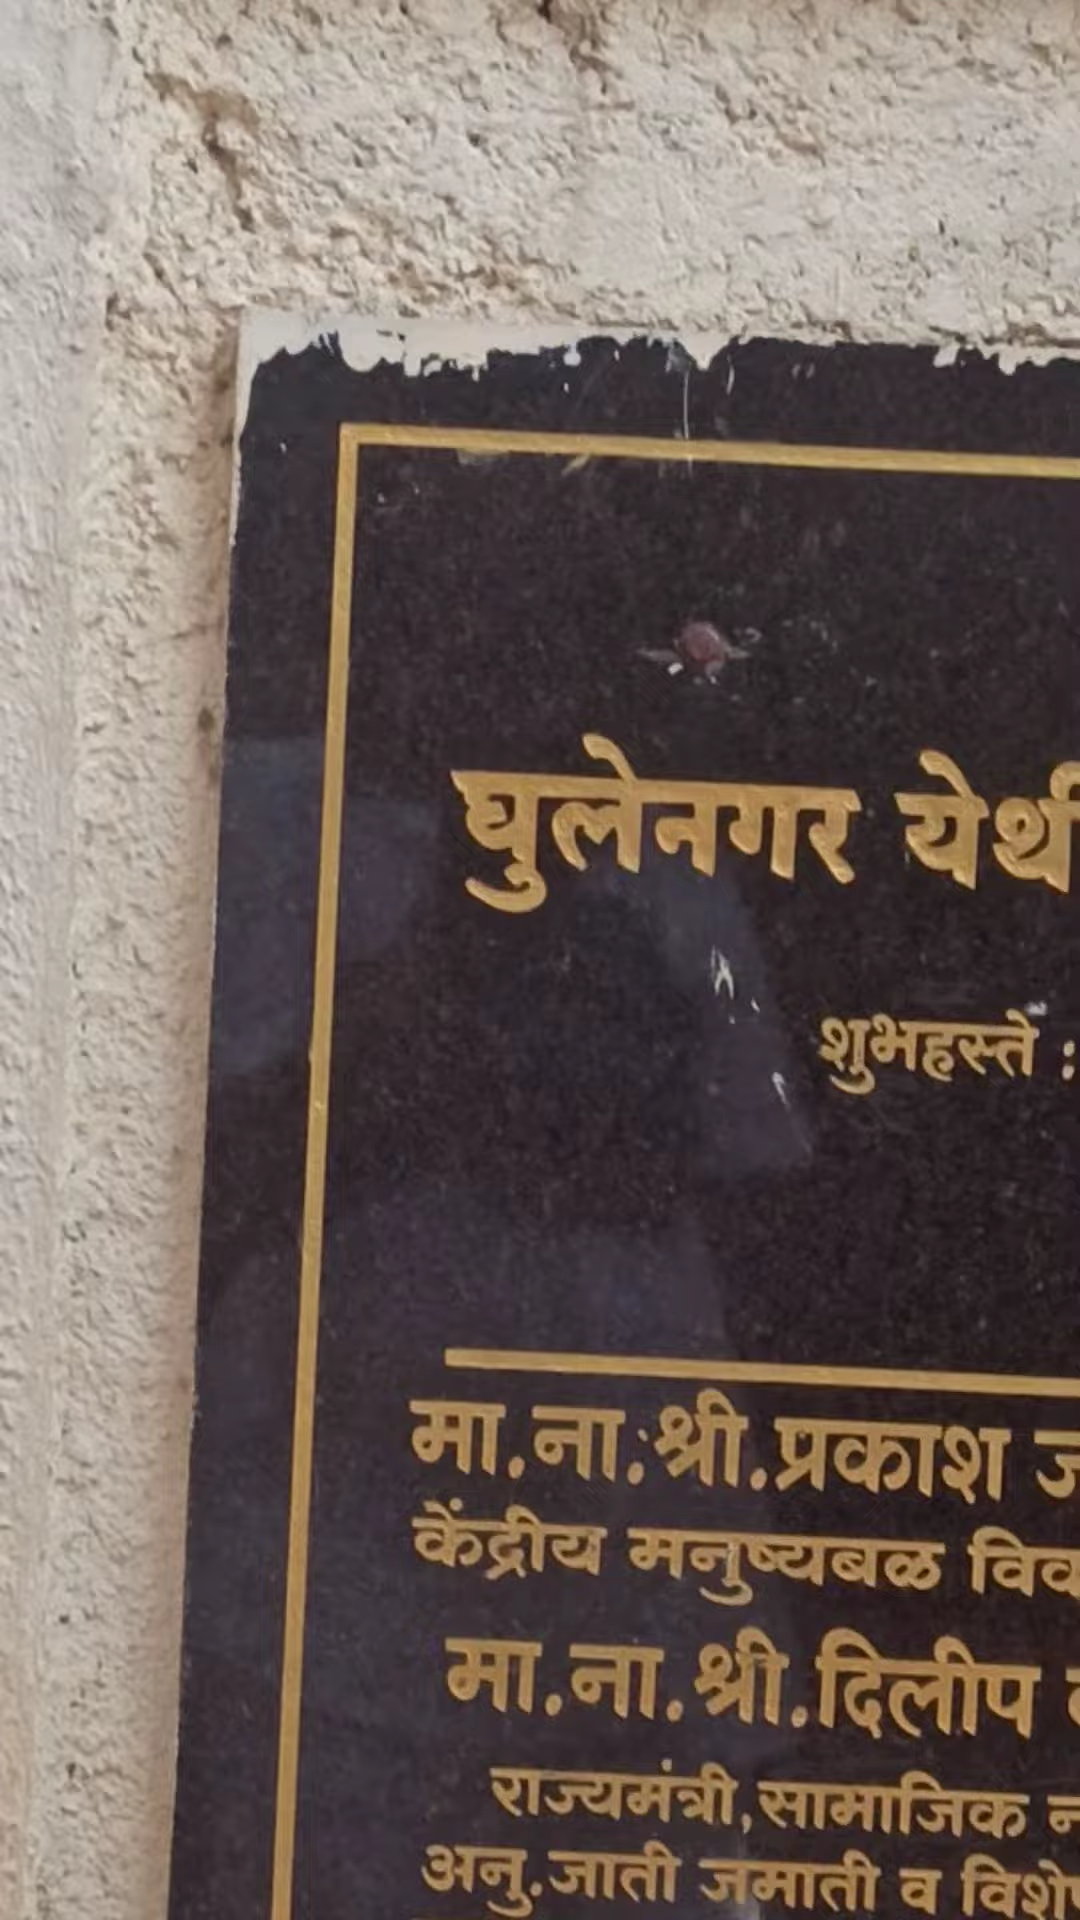 घुलेनगर येथी
शुभहस्ते :
मा.ना.श्री.प्रकाश ज
केंद्रीय मनुष्यबळ विक
मा.ना.श्री.दिलीप
राज्यमंत्री,सामाजिक न
अनु.जाती जमाती व विशे